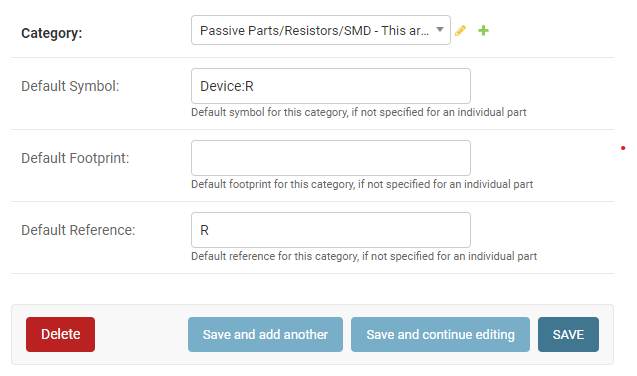 Category:
Passive Parts/Resistors/SMD - This ar...
Default Symbol:
Device:R
Default symbol for this category, if not specified for an individual part
Default Footprint:
Default footprint for this category, if not specified for an individual part
Default Reference:
R
Default reference for this category, if not specified for an individual part
Delete
Save and add another
Save and continue editing
SAVE